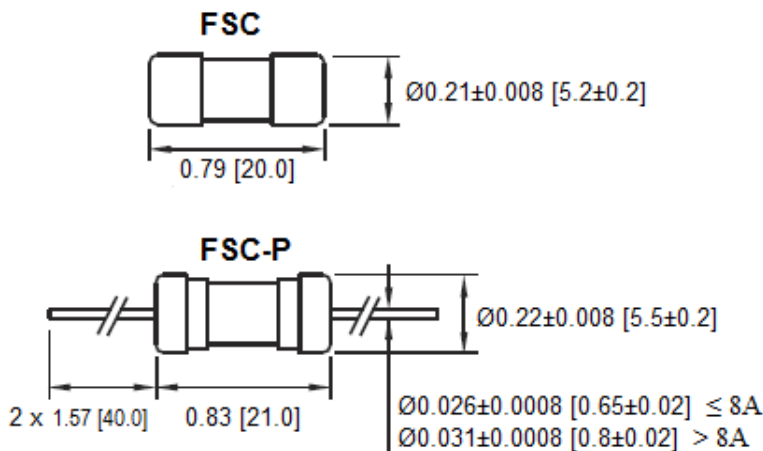 FSC
Ø0.21±0.008 [5.2±0.2]
0.79 [20.0]
FSC-P
Ø0.22±0.008 [5.5±0.2]
2 x 1.57 [40.0]
0.83 [21.0]
Ø0.026±0.0008 [0.65±0.02] ≤ 8A
Ø0.031±0.0008 [0.8±0.02] > 8A